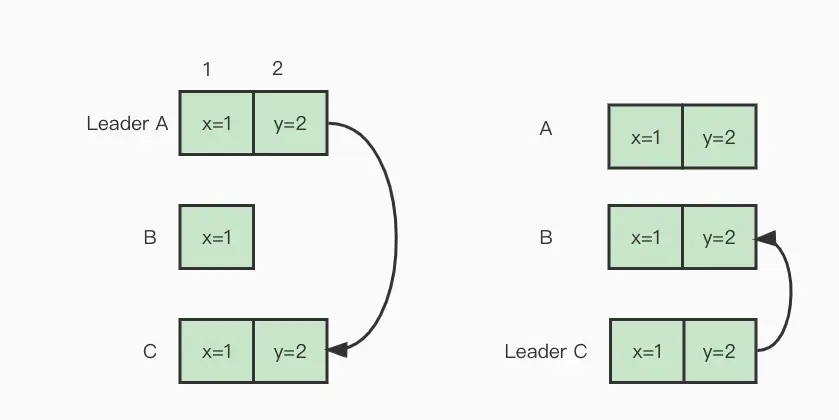 1 2
Leader A x=1 y=2
B x=1
C x=1 y=2
A x=1 y=2
B x=1 y=2
Leader C x=1 y=2